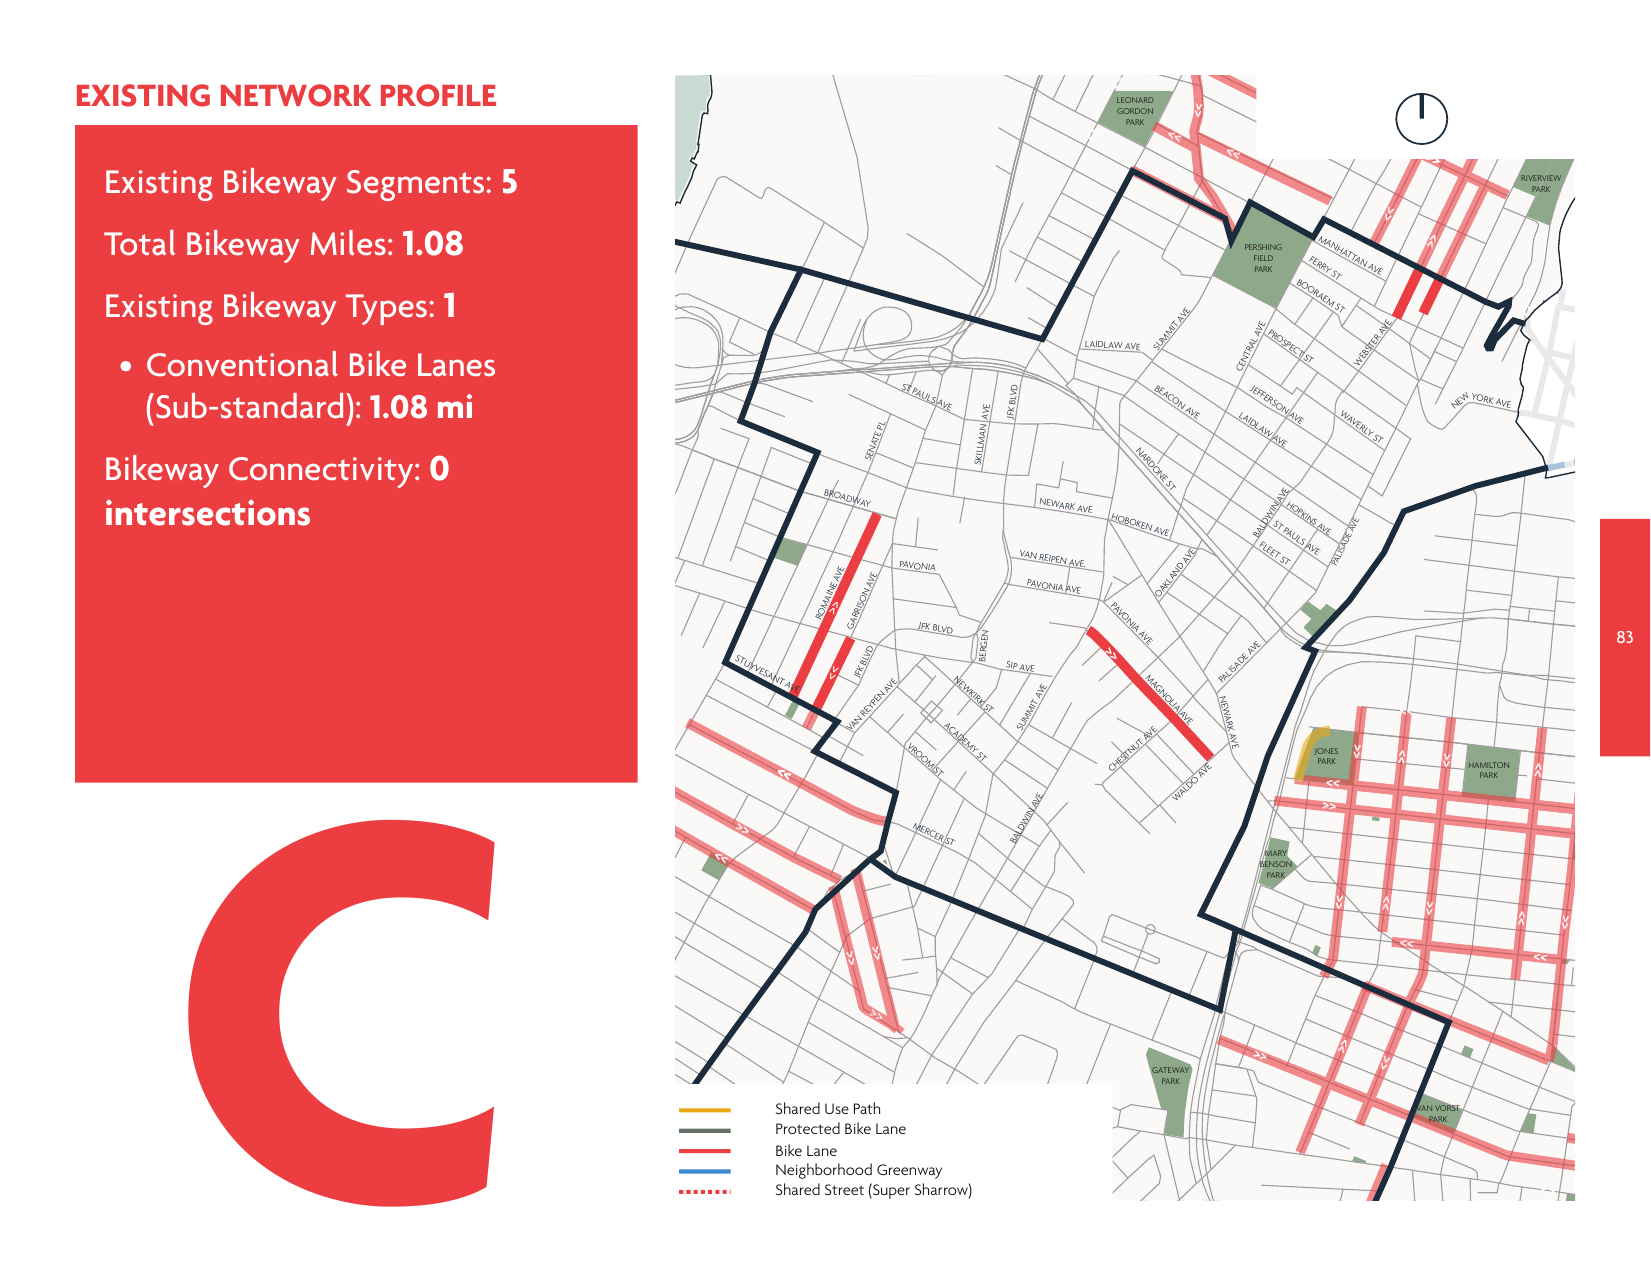 EXISTING NETWORK PROFILE
Existing Bikeway Segments: 5
Total Bikeway Miles: 1.08
Existing Bikeway Types: 1
• Conventional Bike Lanes
(Sub-standard): 1.08 mi
Bikeway Connectivity: 0
intersections
C
LEONARD
GORDON
PARK
RIVERVIEW
PARK
PERSHING
FIELD
PARK
MANHATTAN AVE
FERRY ST
BOORAEM ST
SUMMIT AVE
LAIDLAW AVE
CENTRAL AVE
PROSPECT ST
WEBSTER AVE
ST PAULS AVE
SKILLMAN AVE
JFK BLVD
BEACON AVE
JEFFERSON AVE
LAIDLAW AVE
WAVERLY ST
NEW YORK AVE
SENATE PL
NARDONE ST
BROADWAY
NEWARK AVE
HOBOKEN AVE
BALDWIN AVE
HOPKINS AVE
ST PAULS AVE
FLEET ST
PALISADE AVE
PAVONIA
VAN REIPEN AVE
PAVONIA AVE
OAKLAND AVE
ROMAINE AVE
GARRISON AVE
JFK BLVD
BERGEN
PAVONIA AVE
SIP AVE
STUYVESANT AVE
JFK BLVD
VAN REYPEN AVE
NEWKIRK ST
SUMMIT AVE
MAGNOLIA AVE
PALISADE AVE
NEWARK AVE
ACADEMY ST
VROOM ST
CHESTNUT AVE
WALDO AVE
MERCER ST
BALDWIN AVE
JONES
PARK
HAMILTON
PARK
MARY
BENSON
PARK
GATEWAY
PARK
VAN VORST
PARK
83
Shared Use Path
Protected Bike Lane
Bike Lane
Neighborhood Greenway
Shared Street (Super Sharrow)